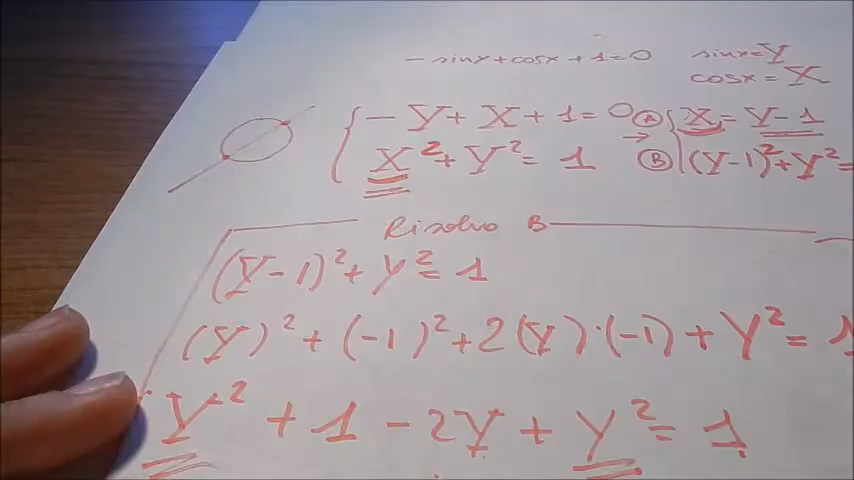 - sinx + cosx + 1 = 0 sinx = Y
cosx = X
- Y + X + 1 = 0 A X = Y - 1
X² + Y² = 1 → B (Y-1)² + Y² =
Risolvo B
(Y-1)² + Y² = 1
(Y)² + (-1)² + 2(Y)·(-1) + Y² = 1
Y² + 1 - 2Y + Y² = 1